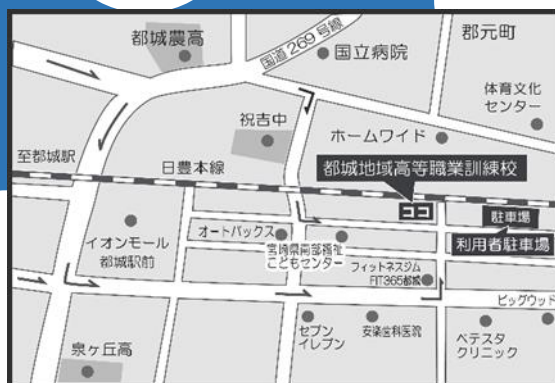 都城農高
国道269号線
国立病院
郡元町
体育文化
センター
祝吉中
ホームワイド
至都城駅
日豊本線
都城地域高等職業訓練校
ココ
駐車場
利用者駐車場
イオンモール
都城駅前
オートバックス
宮崎県南部福祉
こどもセンター
フィットネスジム
FIT365都城
ビッグウッド
セブン
イレブン
安楽歯科医院
ベテスタ
クリニック
泉ヶ丘高